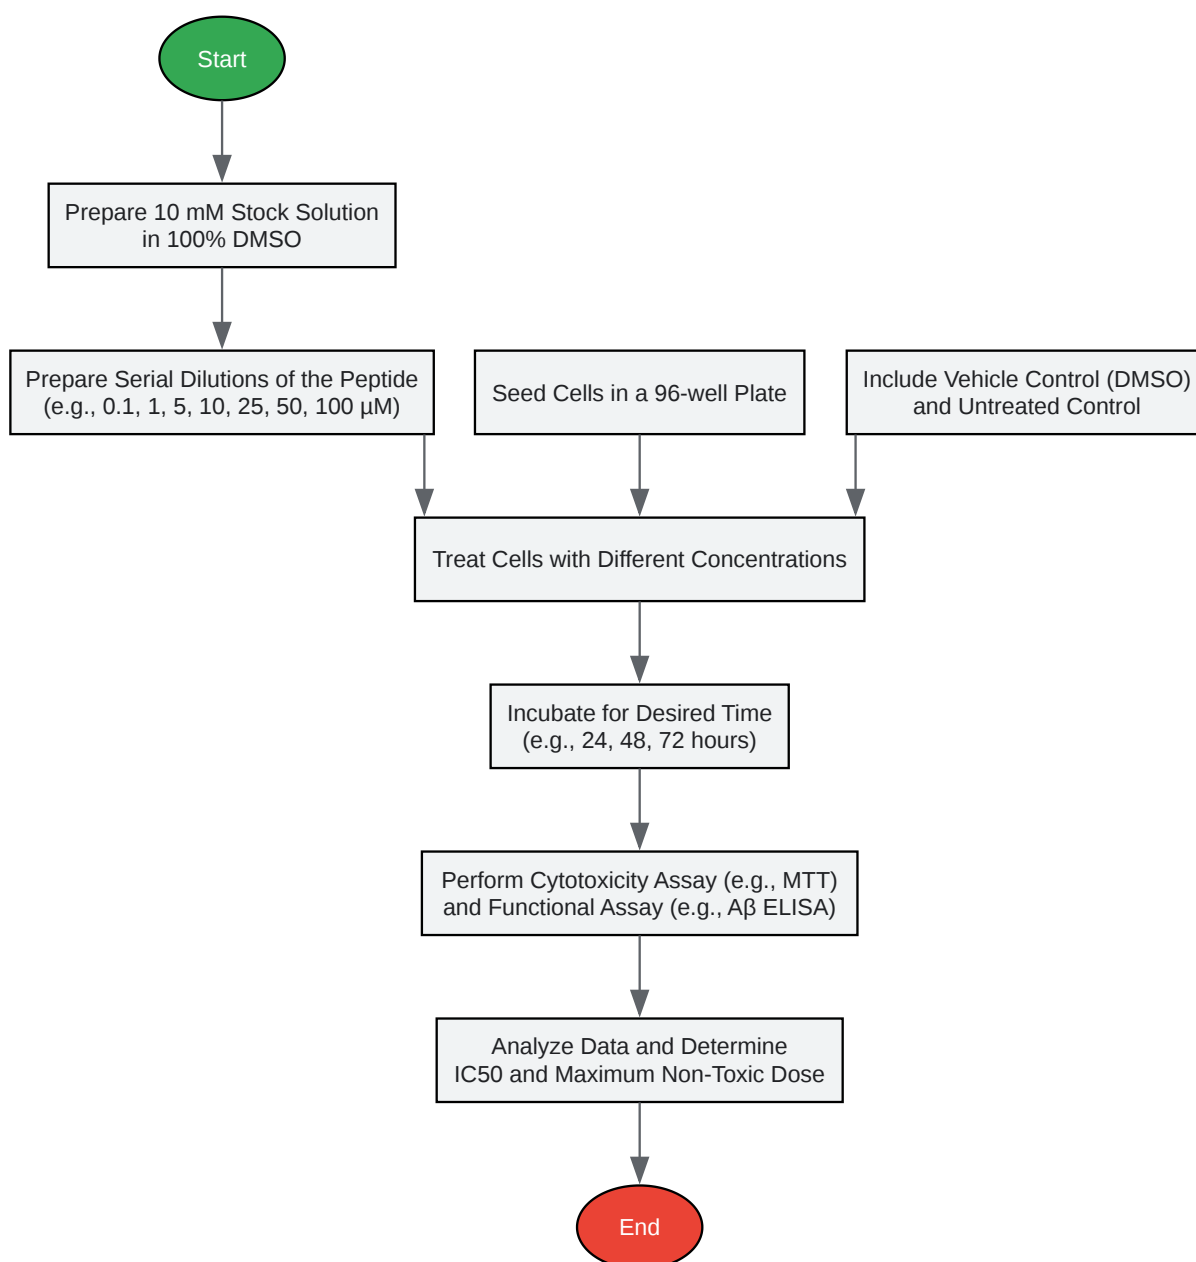 Start
Prepare 10 mM Stock Solution
in 100% DMSO
Prepare Serial Dilutions of the Peptide
(e.g., 0.1, 1, 5, 10, 25, 50, 100 µM)
Seed Cells in a 96-well Plate
Include Vehicle Control (DMSO)
and Untreated Control
Treat Cells with Different Concentrations
Incubate for Desired Time
(e.g., 24, 48, 72 hours)
Perform Cytotoxicity Assay (e.g., MTT)
and Functional Assay (e.g., Aβ ELISA)
Analyze Data and Determine
IC50 and Maximum Non-Toxic Dose
End